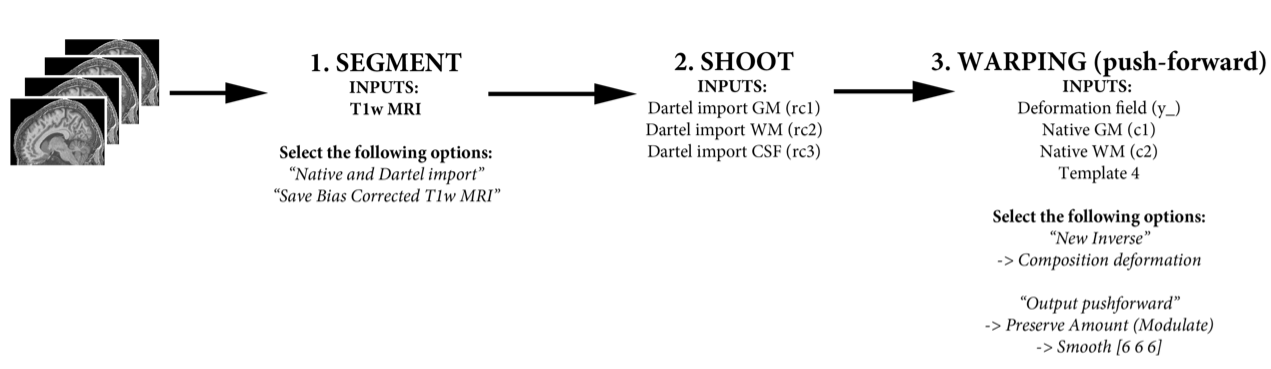 1. SEGMENT
INPUTS:
T1w MRI
Select the following options:
“Native and Dartel import”
“Save Bias Corrected T1w MRI”
2. SHOOT
INPUTS:
Dartel import GM (rc1)
Dartel import WM (rc2)
Dartel import CSF (rc3)
3. WARPING (push-forward)
INPUTS:
Deformation field (y_)
Native GM (c1)
Native WM (c2)
Template 4
Select the following options:
“New Inverse”
-> Composition deformation
“Output pushforward”
-> Preserve Amount (Modulate)
-> Smooth [6 6 6]